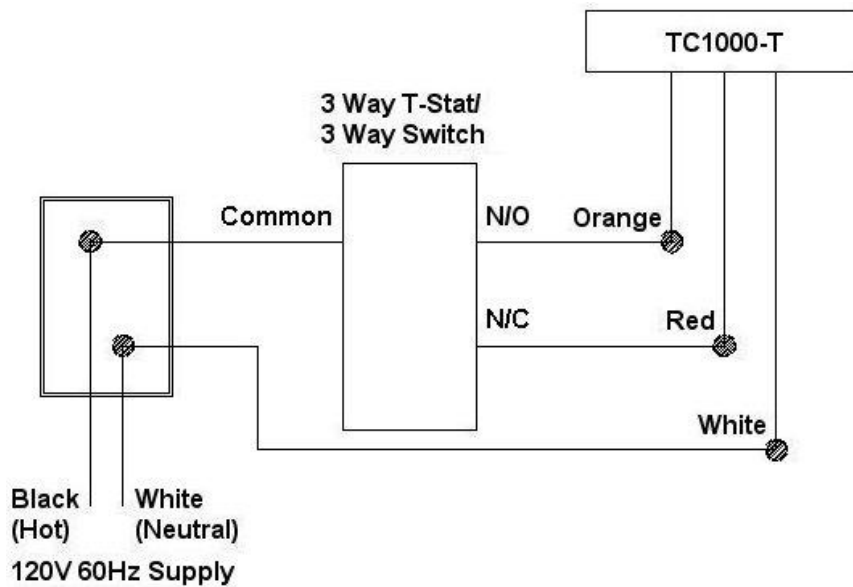 TC1000-T
3 Way T-Stat/
3 Way Switch
Common
N/O
Orange
N/C
Red
White
Black
(Hot)
White
(Neutral)
120V 60Hz Supply